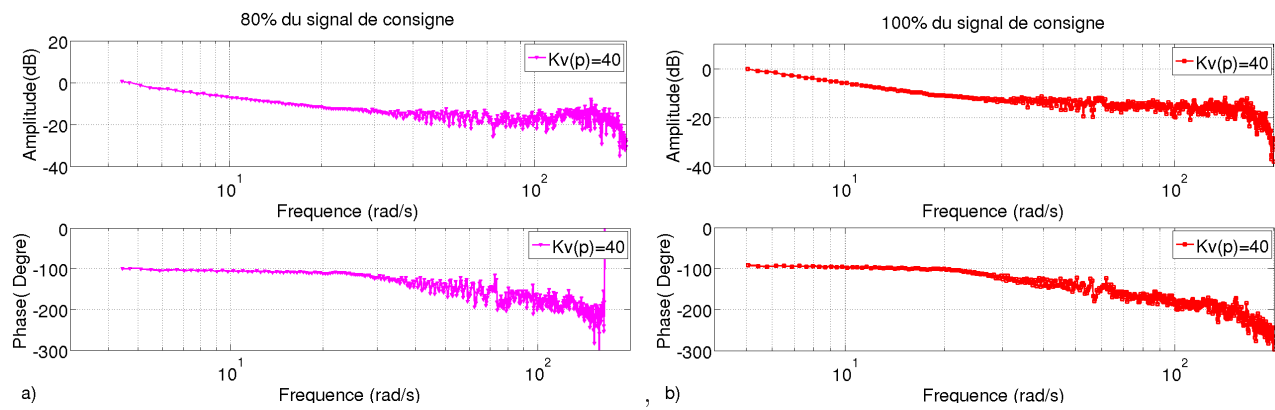 80% du signal de consigne
20
0
-20
-40
Amplitude(dB)
Kv(p)=40
10^1
10^2
Frequence (rad/s)
0
-100
-200
-300
Phase( Degre)
Kv(p)=40
10^1
10^2
Frequence (rad/s)
a)
,
100% du signal de consigne
0
-20
-40
Amplitude(dB)
Kv(p)=40
10^1
10^2
Frequence (rad/s)
0
-100
-200
-300
Phase( Degre)
Kv(p)=40
10^1
10^2
Frequence (rad/s)
b)